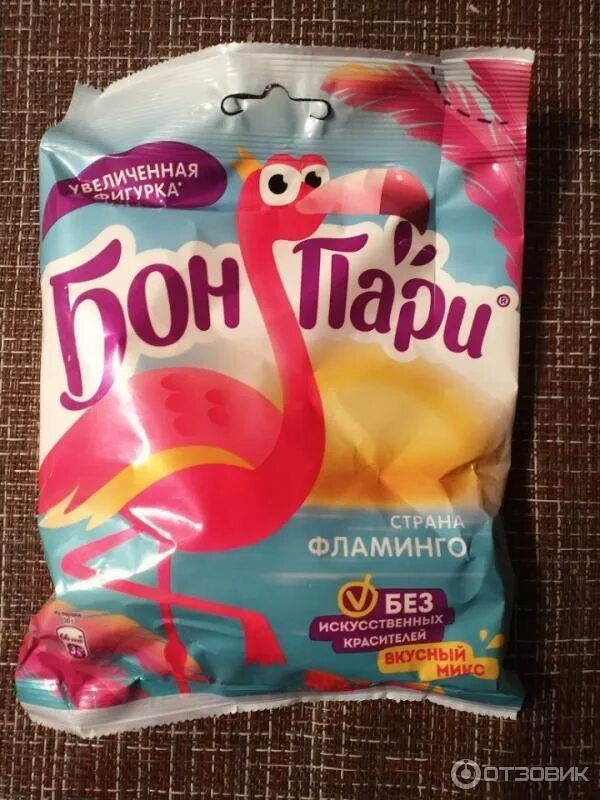 УВЕЛИЧЕННАЯ
ФИГУРКА*
Бон Пари®
СТРАНА
ФЛАМИНГО
БЕЗ
ИСКУССТВЕННЫХ
КРАСИТЕЛЕЙ
ВКУСНЫЙ
МИКС
ОТЗОВИК